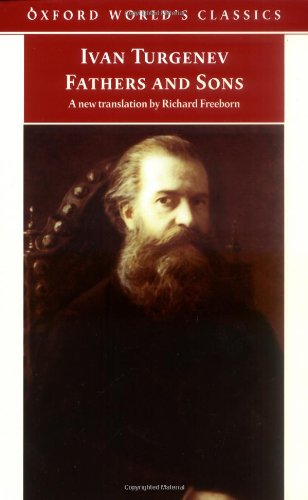 OXFORD WORLD'S CLASSICS
IVAN TURGENEV
FATHERS AND SONS
A new translation by Richard Freeborn